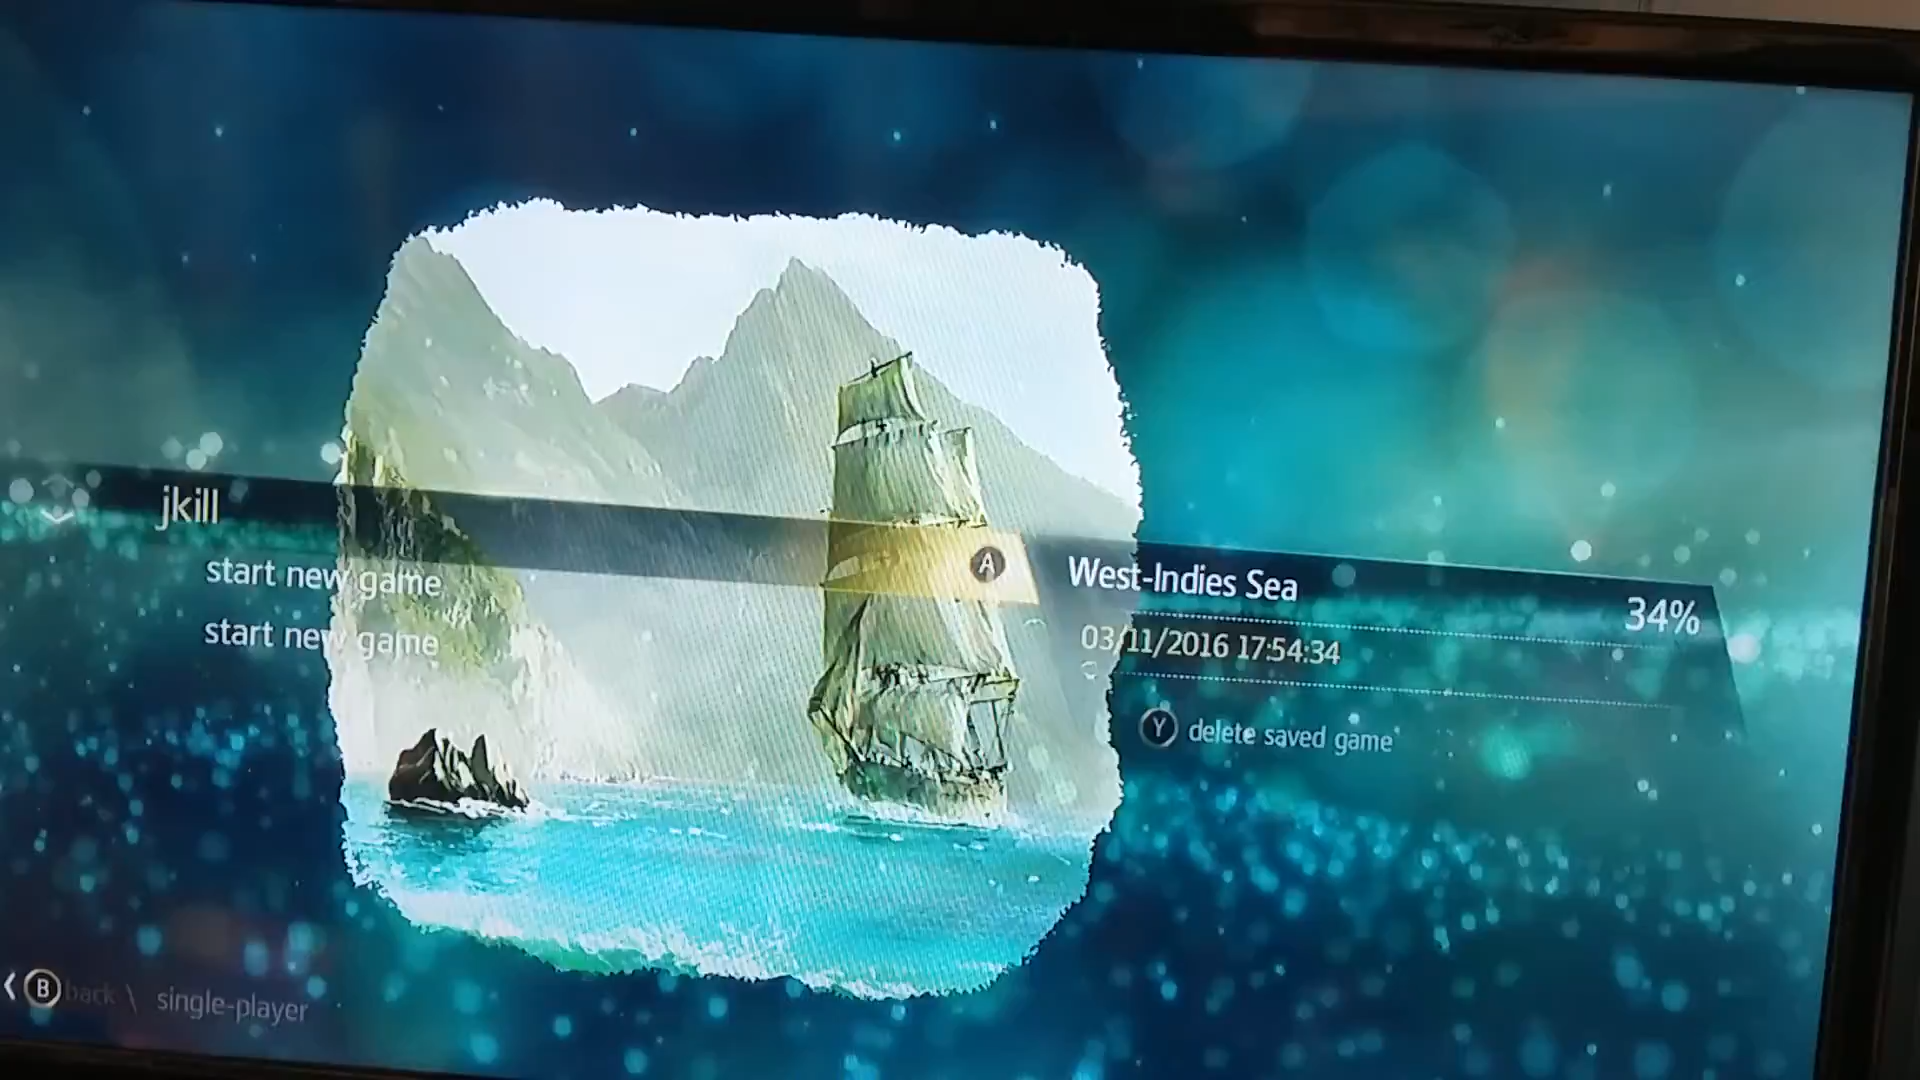 jkill
start new game
start new game
A
West-Indies Sea
34%
03/11/2016 17:54:34
Y delete saved game
B back \ single-player